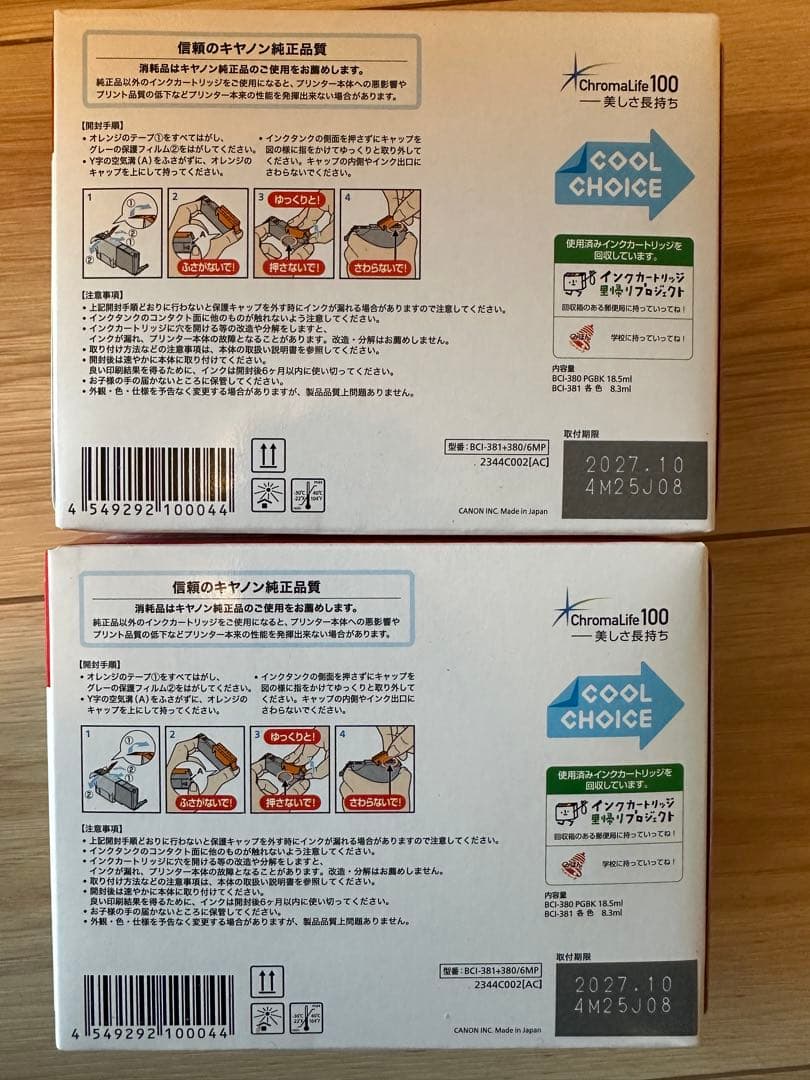 信頼のキヤノン純正品質
消耗品はキヤノン純正品のご使用をお薦めします。
純正品以外のインクカートリッジをご使用になると、プリンター本体への悪影響や
プリント品質の低下などプリンター本来の性能を発揮出来ない場合があります。
ChromaLife100
美しさ長持ち
【開封手順】
・オレンジのテープ①をすべてはがし、
グレーの保護フィルム②をはがしてください。
・Y字の空気溝(A)をふさがずに、オレンジの
キャップを上にして持ってください。
・インクタンクの側面を押さずにキャップを
図の様に指をかけてゆっくりと取り外して
ください。キャップの内側やインク出口に
さわらないでください。
COOL
CHOICE
1
①
①
②
②
2
A
ふさがないで!
3
ゆっくりと!
押さないで!
4
さわらないで!
使用済みインクカートリッジを
回収しています。
インクカートリッジ
里帰りプロジェクト
回収箱のある郵便局に持っていってね!
学校に持っていってね!
【注意事項】
・上記開封手順どおりに行わないと保護キャップを外す時にインクが漏れる場合がありますので注意してください。
・インクタンクのコンタクト面に他のものが触れないよう注意してください。
・インクカートリッジに穴を開ける等の改造や分解をしますと、
インクが漏れ、プリンター本体の故障となることがあります。改造・分解はお薦めしません。
・取り付け方法などの注意事項は、本体の取扱い説明書を参照してください。
・開封後は速やかに本体に取り付けてください。
良い印刷結果を得るために、インクは開封後6ヶ月以内に使い切ってください。
・お子様の手の届かないところに保管してください。
・外観・色・仕様を予告なく変更する場合がありますが、製品品質上問題ありません。
内容量
BCI-380 PGBK 18.5ml
BCI-381 各色 8.3ml
取付期限
2027.10
4M25J08
型番:BCI-381+380/6MP
2344C002[AC]
CANON INC. Made in Japan
4 549292 100044
信頼のキヤノン純正品質
消耗品はキヤノン純正品のご使用をお薦めします。
純正品以外のインクカートリッジをご使用になると、プリンター本体への悪影響や
プリント品質の低下などプリンター本来の性能を発揮出来ない場合があります。
ChromaLife100
美しさ長持ち
【開封手順】
・オレンジのテープ①をすべてはがし、
グレーの保護フィルム②をはがしてください。
・Y字の空気溝(A)をふさがずに、オレンジの
キャップを上にして持ってください。
・インクタンクの側面を押さずにキャップを
図の様に指をかけてゆっくりと取り外して
ください。キャップの内側やインク出口に
さわらないでください。
COOL
CHOICE
1
①
①
②
②
2
A
ふさがないで!
3
ゆっくりと!
押さないで!
4
さわらないで!
使用済みインクカートリッジを
回収しています。
インクカートリッジ
里帰りプロジェクト
回収箱のある郵便局に持っていってね!
学校に持っていってね!
【注意事項】
・上記開封手順どおりに行わないと保護キャップを外す時にインクが漏れる場合がありますので注意してください。
・インクタンクのコンタクト面に他のものが触れないよう注意してください。
・インクカートリッジに穴を開ける等の改造や分解をしますと、
インクが漏れ、プリンター本体の故障となることがあります。改造・分解はお薦めしません。
・取り付け方法などの注意事項は、本体の取扱い説明書を参照してください。
・開封後は速やかに本体に取り付けてください。
良い印刷結果を得るために、インクは開封後6ヶ月以内に使い切ってください。
・お子様の手の届かないところに保管してください。
・外観・色・仕様を予告なく変更する場合がありますが、製品品質上問題ありません。
内容量
BCI-380 PGBK 18.5ml
BCI-381 各色 8.3ml
取付期限
2027.10
4M25J08
型番:BCI-381+380/6MP
2344C002[AC]
CANON INC. Made in Japan
4 549292 100044